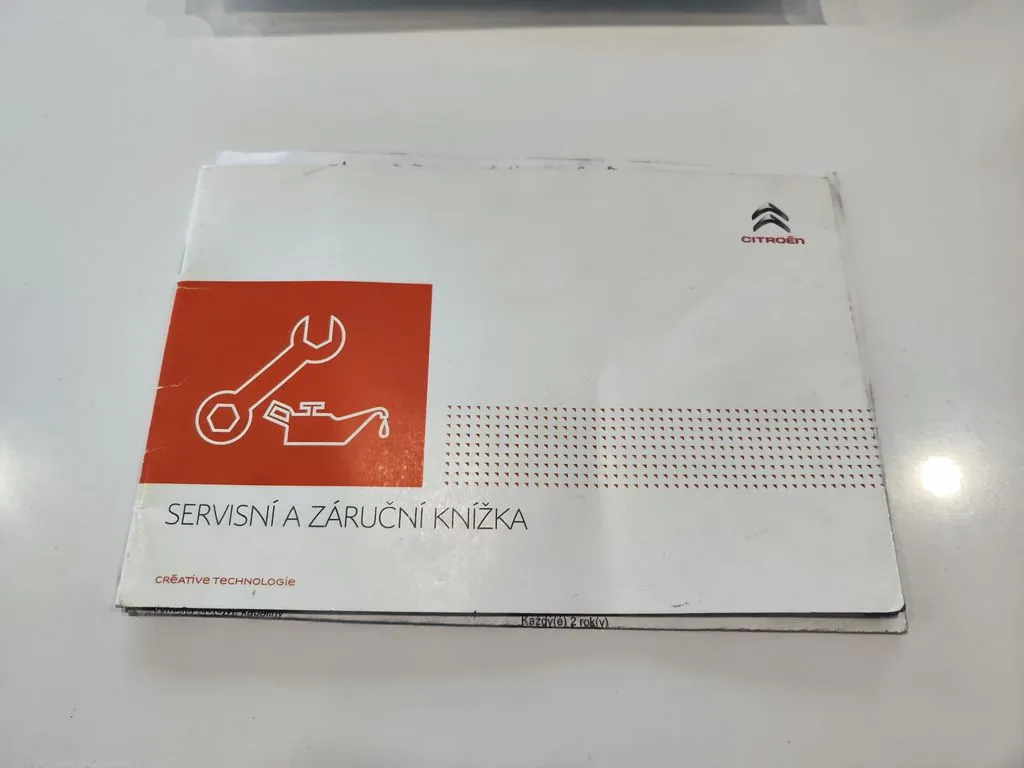 CITROËN
SERVISNÍ A ZÁRUČNÍ KNÍŽKA
CRÉATIVE TECHNOLOGIE
Každý(é) 2 rok(y)